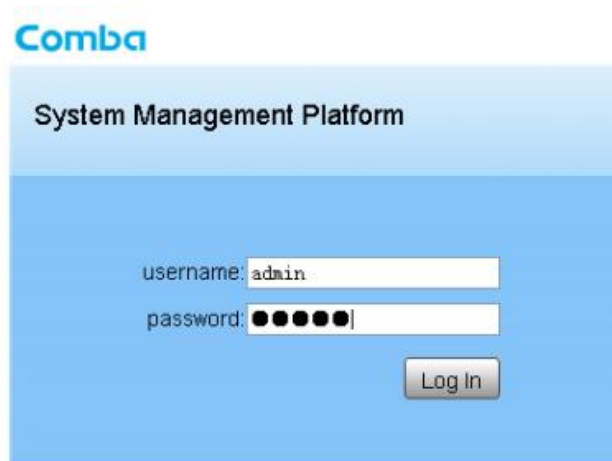 Comba
System Management Platform
username: admin
password: ●●●●●
Log In